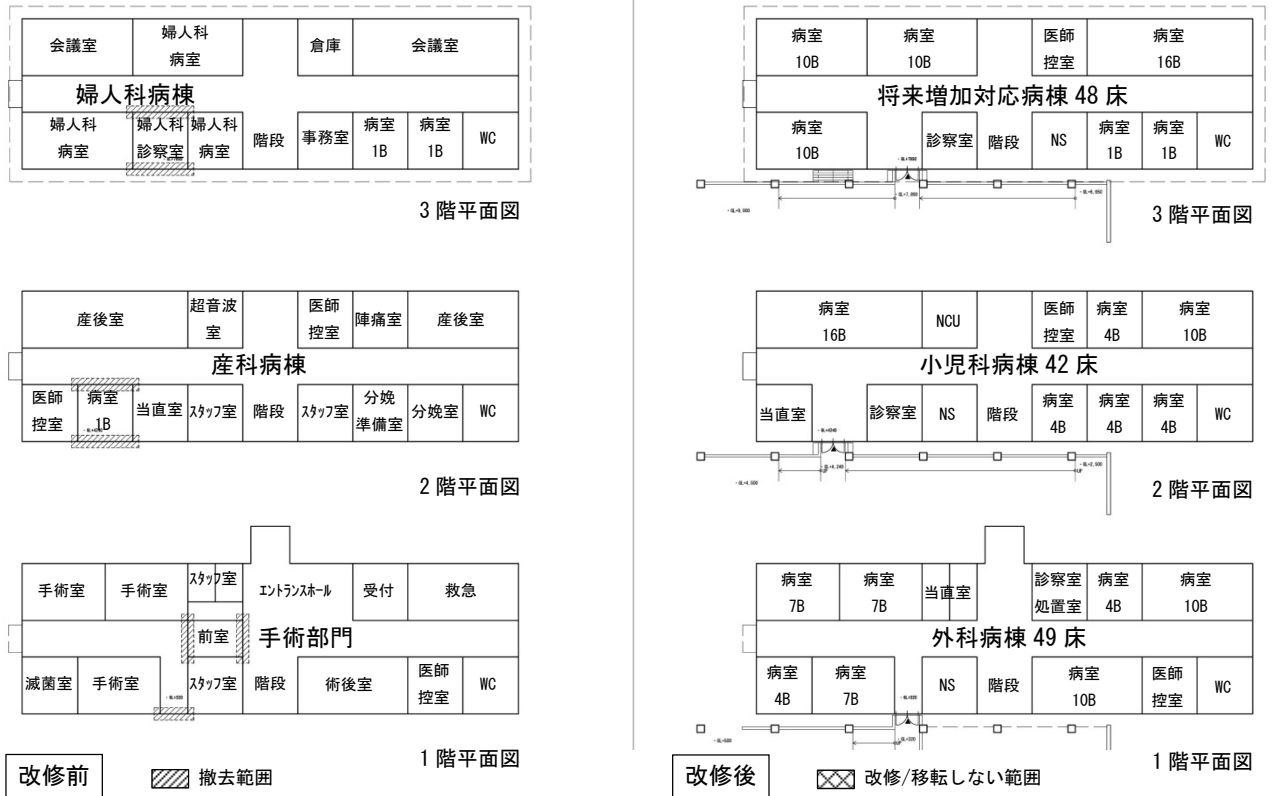 会議室
婦人科
病室
倉庫
会議室
婦人科病棟
婦人科
病室
婦人科
診察室
婦人科
病室
階段
事務室
病室
1B
病室
1B
WC
3階平面図
産後室
超音波
室
医師
控室
陣痛室
産後室
産科病棟
医師
控室
病室
1B
当直室
スタッフ室
階段
スタッフ室
分娩
準備室
分娩室
WC
2階平面図
手術室
手術室
スタッフ室
エントランスホール
受付
救急
前室
手術部門
滅菌室
手術室
スタッフ室
階段
術後室
医師
控室
WC
1階平面図
改修前
撤去範囲
病室
10B
病室
10B
医師
控室
病室
16B
将来増加対応病棟 48 床
病室
10B
診察室
階段
NS
病室
1B
病室
1B
WC
3階平面図
病室
16B
NCU
医師
控室
病室
4B
病室
10B
小児科病棟 42 床
当直室
診察室
NS
階段
病室
4B
病室
4B
病室
4B
WC
2階平面図
病室
7B
病室
7B
当直室
診察室
処置室
病室
4B
病室
10B
外科病棟 49 床
病室
4B
病室
7B
NS
階段
病室
10B
医師
控室
WC
1階平面図
改修後
改修/移転しない範囲